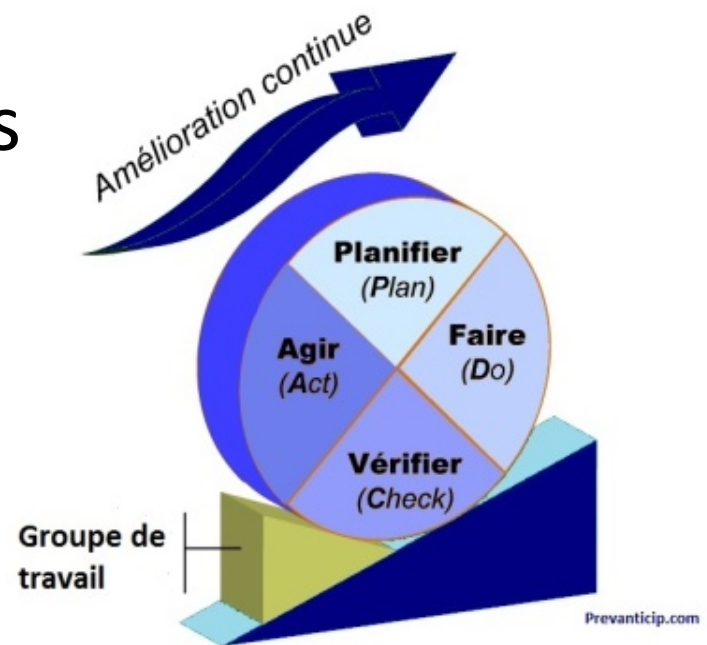 Amélioration continue
s
Planifier
(Plan)
Faire
(Do)
Agir
(Act)
Vérifier
(Check)
Groupe de
travail
Prevanticip.com